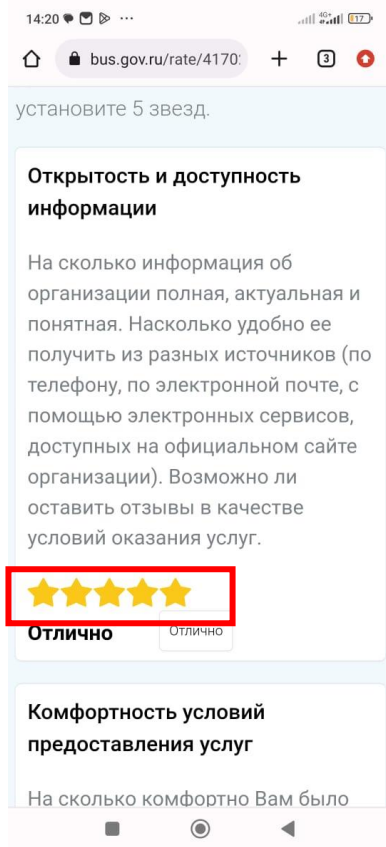 14:20
4G+
17
bus.gov.ru/rate/4170
3
установите 5 звезд.
Открытость и доступность
информации
На сколько информация об
организации полная, актуальная и
понятная. Насколько удобно ее
получить из разных источников (по
телефону, по электронной почте, с
помощью электронных сервисов,
доступных на официальном сайте
организации). Возможно ли
оставить отзывы в качестве
условий оказания услуг.
Отлично
Отлично
Комфортность условий
предоставления услуг
На сколько комфортно Вам было